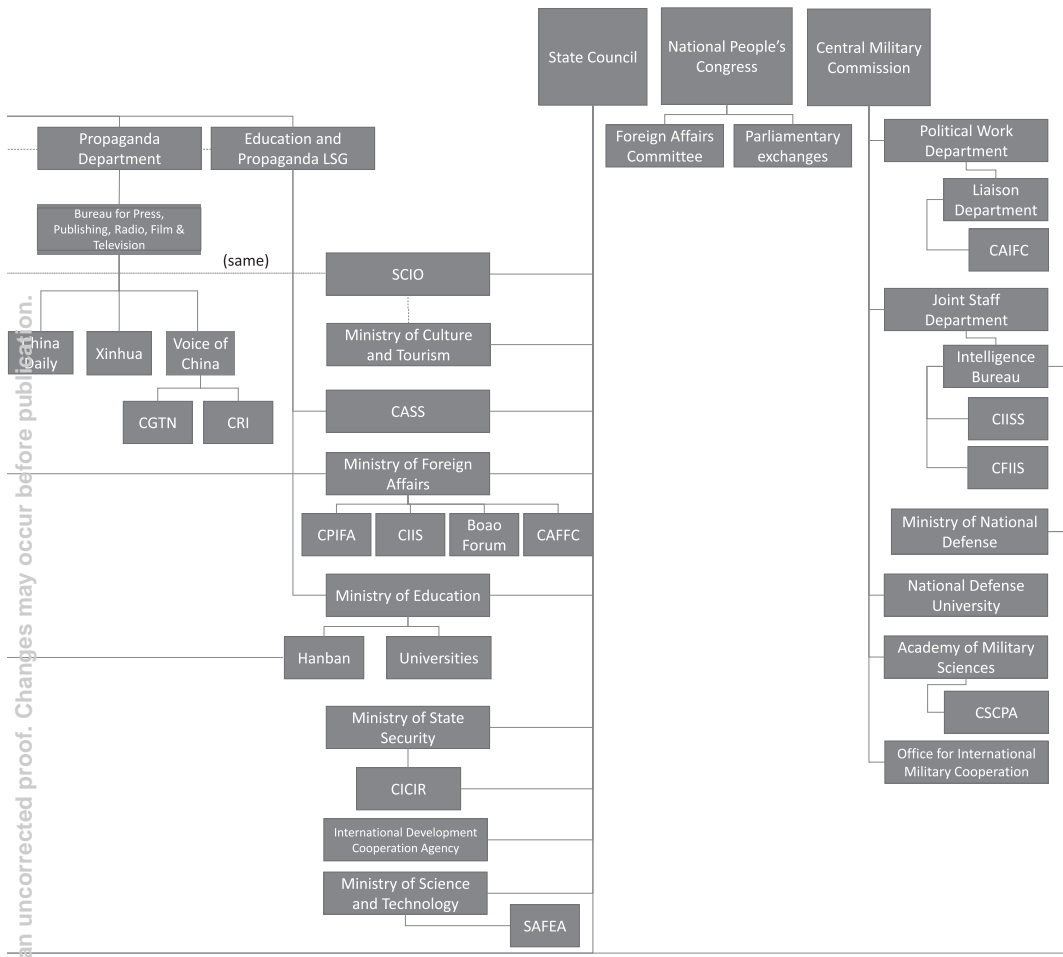 State Council
National People's
Congress
Central Military
Commission
Foreign Affairs
Committee
Parliamentary
exchanges
Propaganda
Department
Education and
Propaganda LSG
Bureau for Press,
Publishing, Radio, Film &
Television
(same)
China
Daily
Xinhua
Voice of
China
CGTN
CRI
SCIO
Ministry of Culture
and Tourism
CASS
Ministry of Foreign
Affairs
CPIFA
CIIS
Boao
Forum
CAFFC
Ministry of Education
Hanban
Universities
Ministry of State
Security
CICIR
International Development
Cooperation Agency
Ministry of Science
and Technology
SAFEA
Political Work
Department
Liaison
Department
CAIFC
Joint Staff
Department
Intelligence
Bureau
CIISS
CFIIS
Ministry of National
Defense
National Defense
University
Academy of Military
Sciences
CSCPA
Office for International
Military Cooperation
an uncorrected proof. Changes may occur before publication.